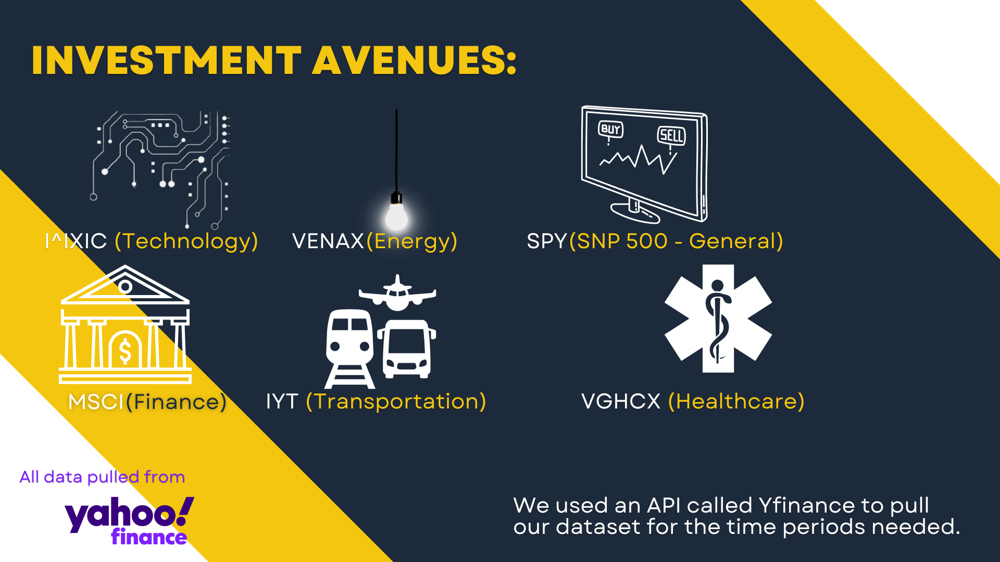 INVESTMENT AVENUES:
BUY
SELL
I^IXIC (Technology)
VENAX(Energy)
SPY(SNP 500 - General)
$
MSCI(Finance)
IYT (Transportation)
VGHCX (Healthcare)
All data pulled from
yahoo!
finance
We used an API called Yfinance to pull
our dataset for the time periods needed.